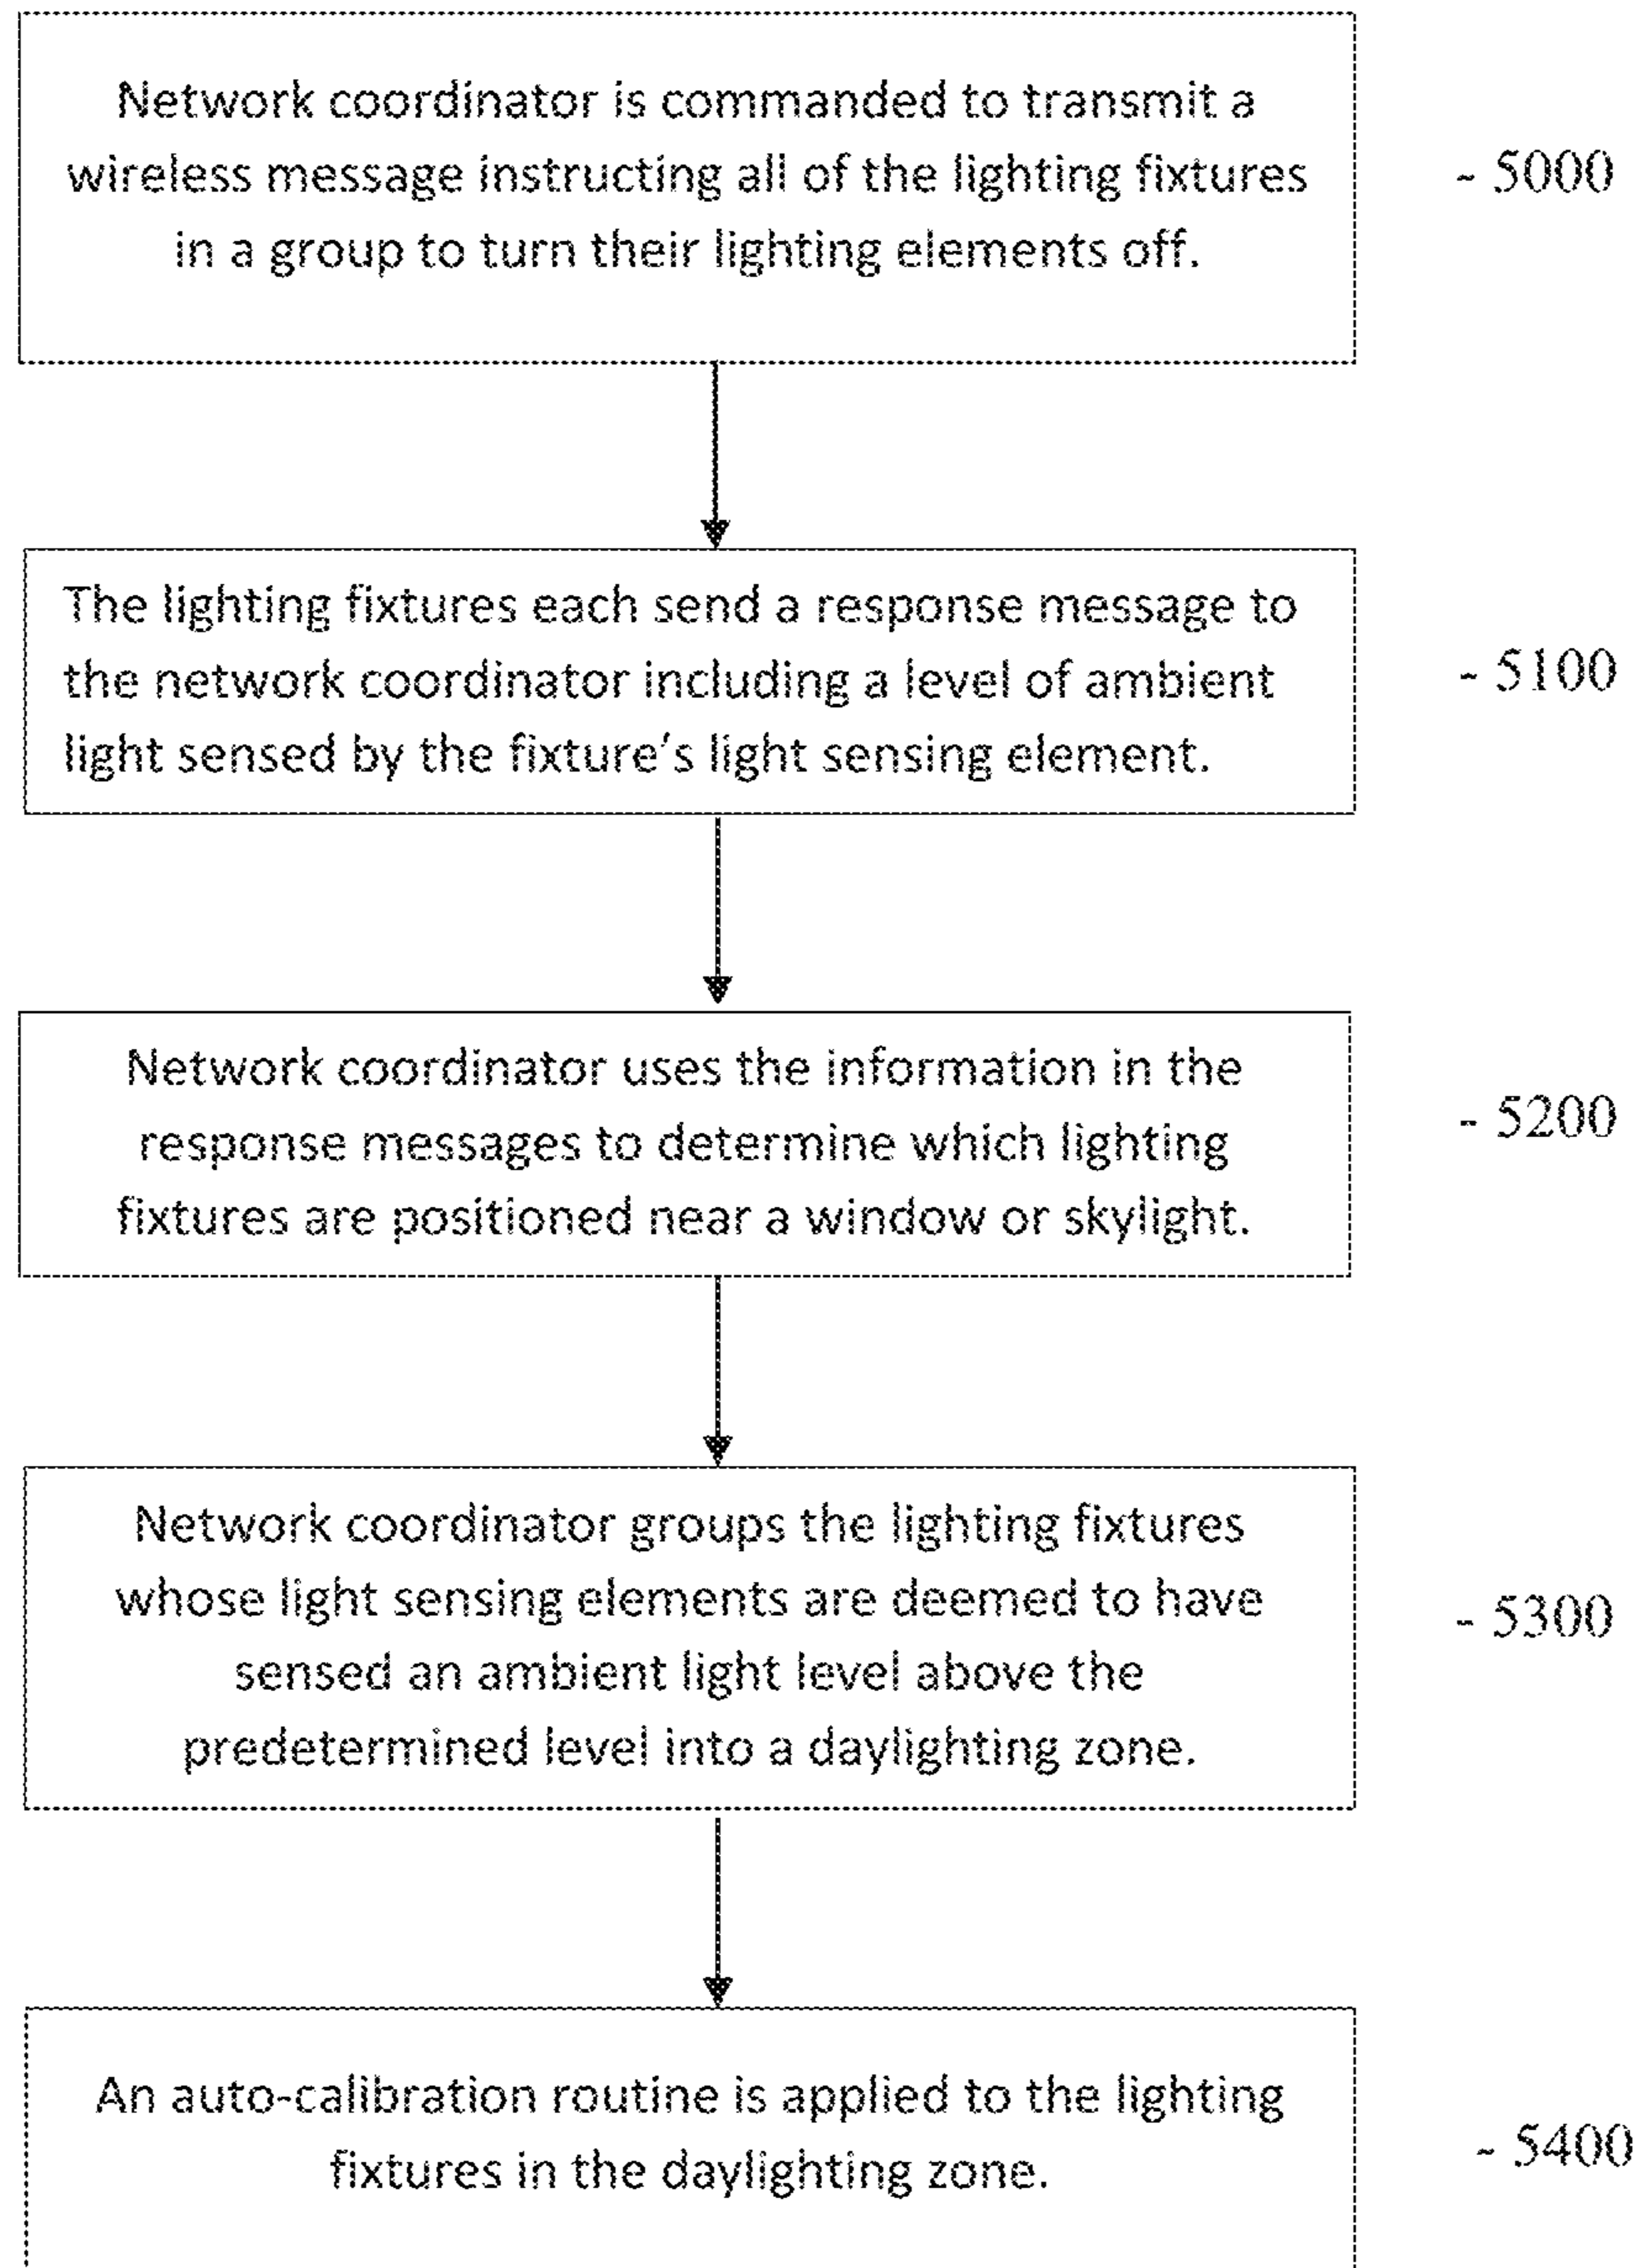 Network coordinator is commanded to transmit a
wireless message instructing all of the lighting fixtures
in a group to turn their lighting elements off.
- 5000
The lighting fixtures each send a response message to
the network coordinator including a level of ambient
light sensed by the fixture's light sensing element.
- 5100
Network coordinator uses the information in the
response messages to determine which lighting
fixtures are positioned near a window or skylight.
- 5200
Network coordinator groups the lighting fixtures
whose light sensing elements are deemed to have
sensed an ambient light level above the
predetermined level into a daylighting zone.
- 5300
An auto-calibration routine is applied to the lighting
fixtures in the daylighting zone.
- 5400